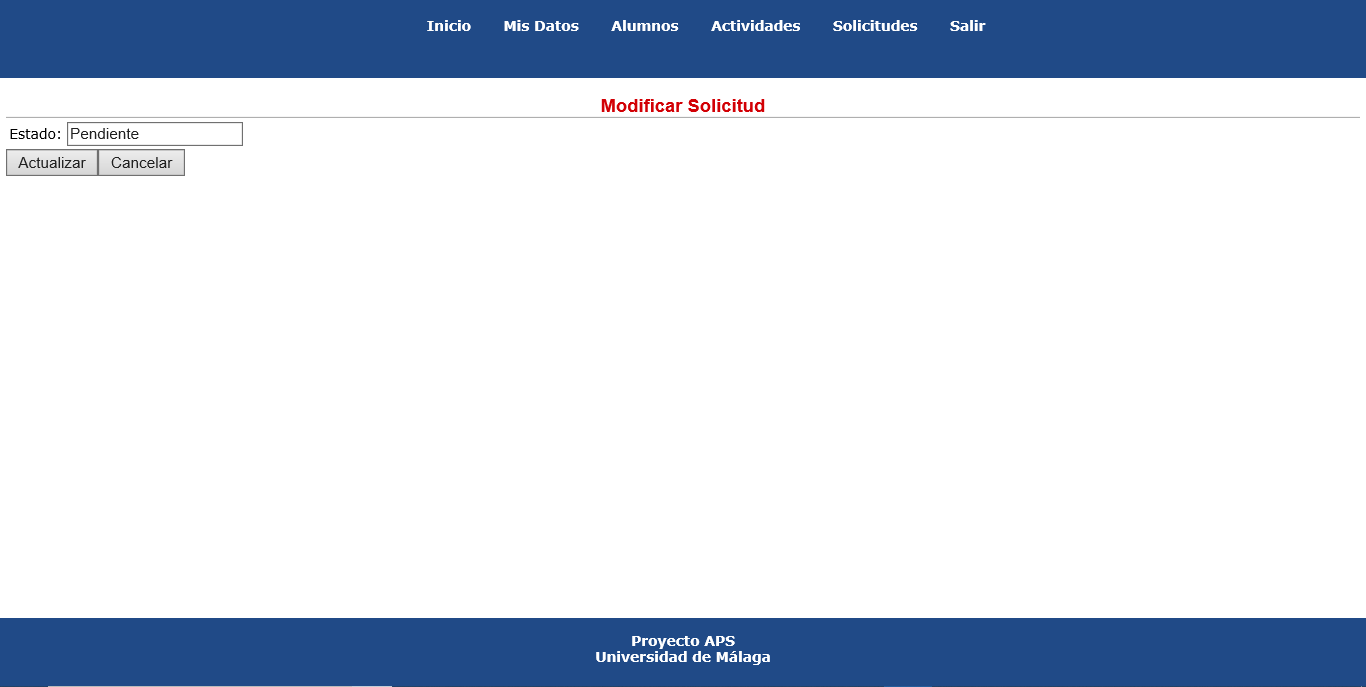 Inicio Mis Datos Alumnos Actividades Solicitudes Salir
Modificar Solicitud
Estado: Pendiente
Actualizar Cancelar
Proyecto APS
Universidad de Málaga